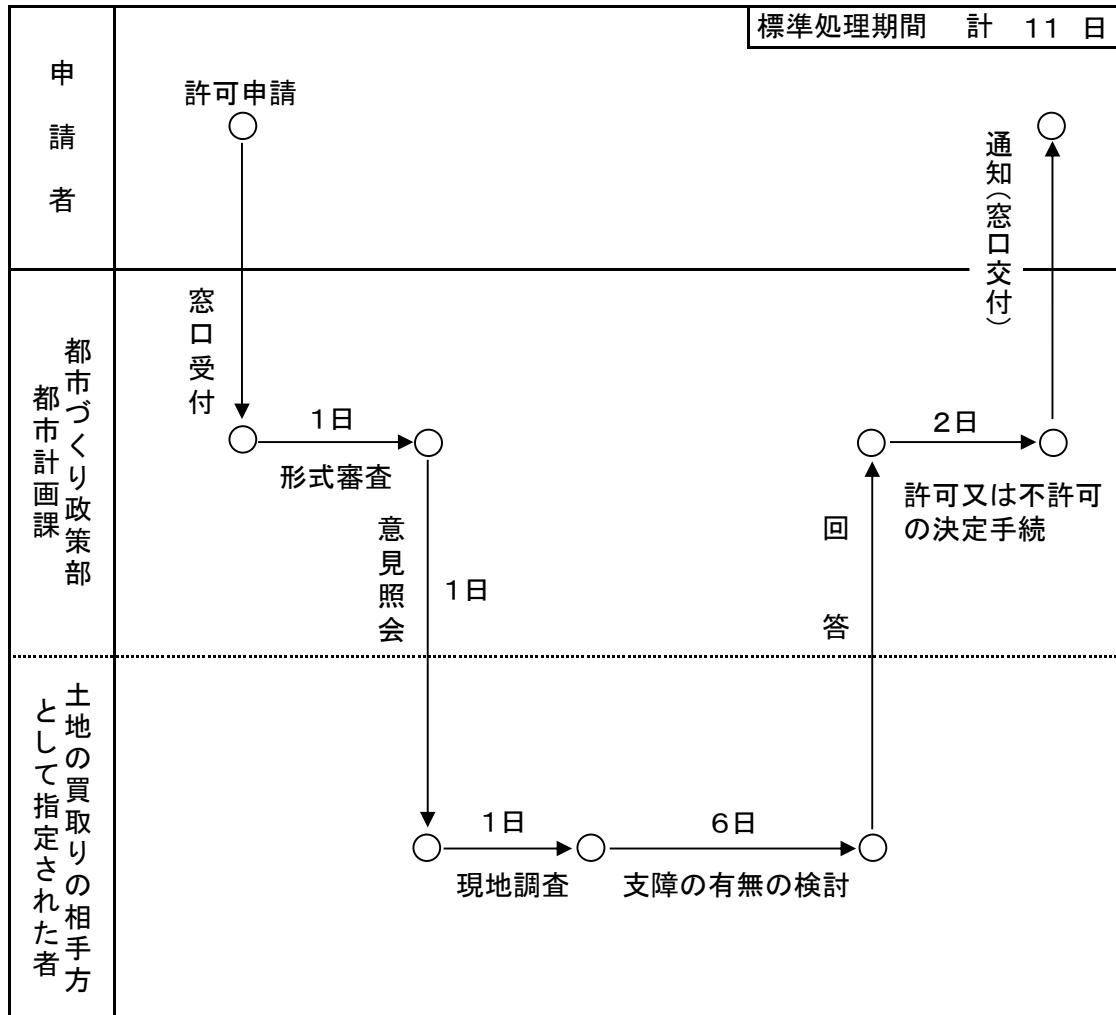 標準処理期間 計 11 日
申請者
許可申請
通知(窓口交付)
窓口受付
都市づくり政策部
都市計画課
1日
形式審査
意見照会
1日
回答
2日
許可又は不許可
の決定手続
土地の買取りの相手方
として指定された者
1日
現地調査
6日
支障の有無の検討